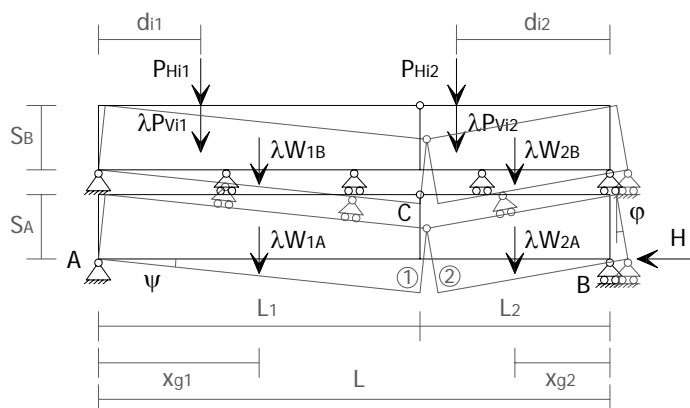 di1 di2
PHi1 PHi2
λPVi1 λPVi2
SB λW1B λW2B
SA C φ
λW1A λW2A H
A ψ 1 2 B
L1 L2
xg1 L xg2